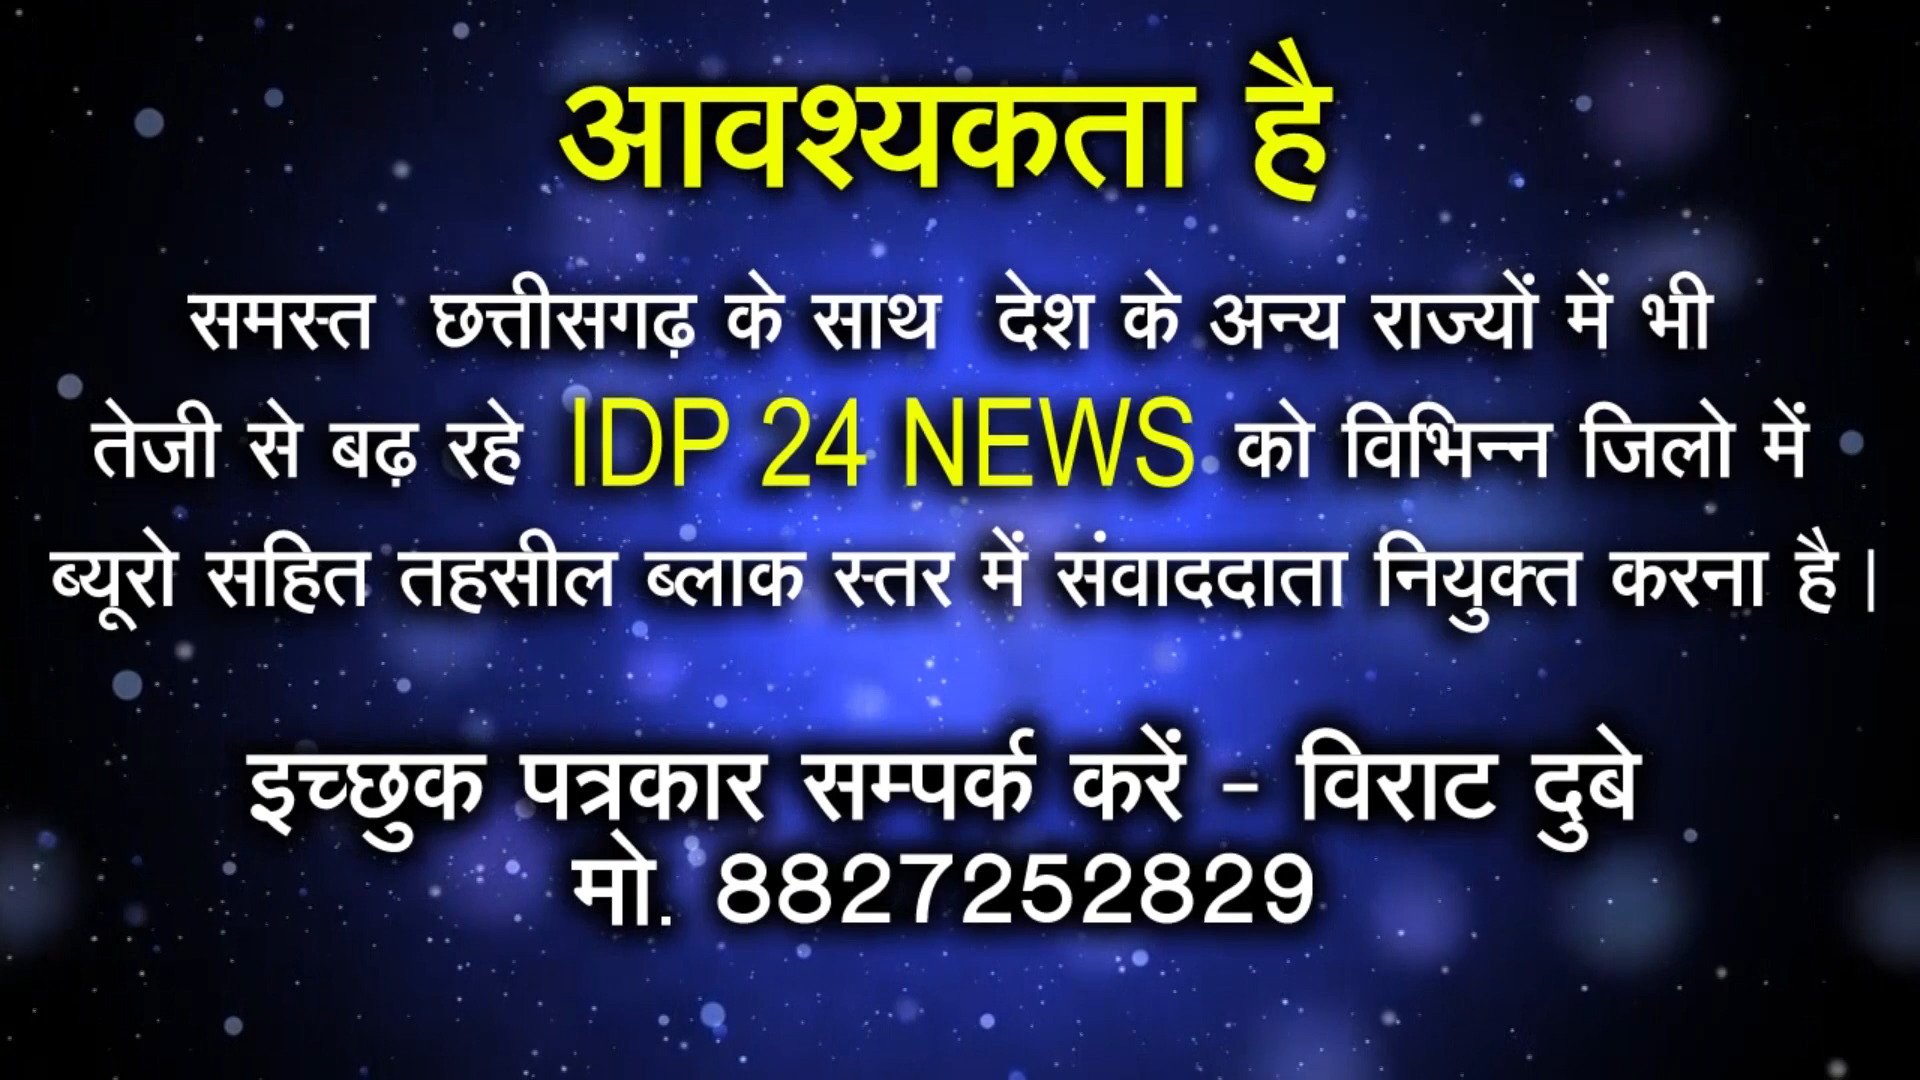 आवश्यकता है
समस्त छत्तीसगढ़ के साथ देश के अन्य राज्यों में भी
तेजी से बढ़ रहे IDP 24 NEWS को विभिन्न जिलो में
ब्यूरो सहित तहसील ब्लाक स्तर में संवाददाता नियुक्त करना है।
इच्छुक पत्रकार सम्पर्क करें - विराट दुबे
मो. 8827252829